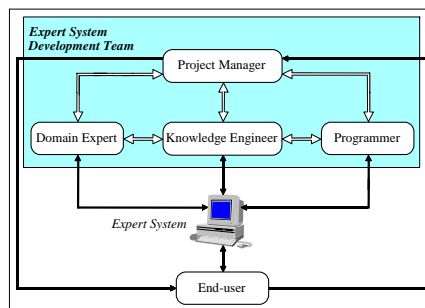 Expert System
Development Team
Project Manager
Domain Expert
Knowledge Engineer
Programmer
Expert System
End-user